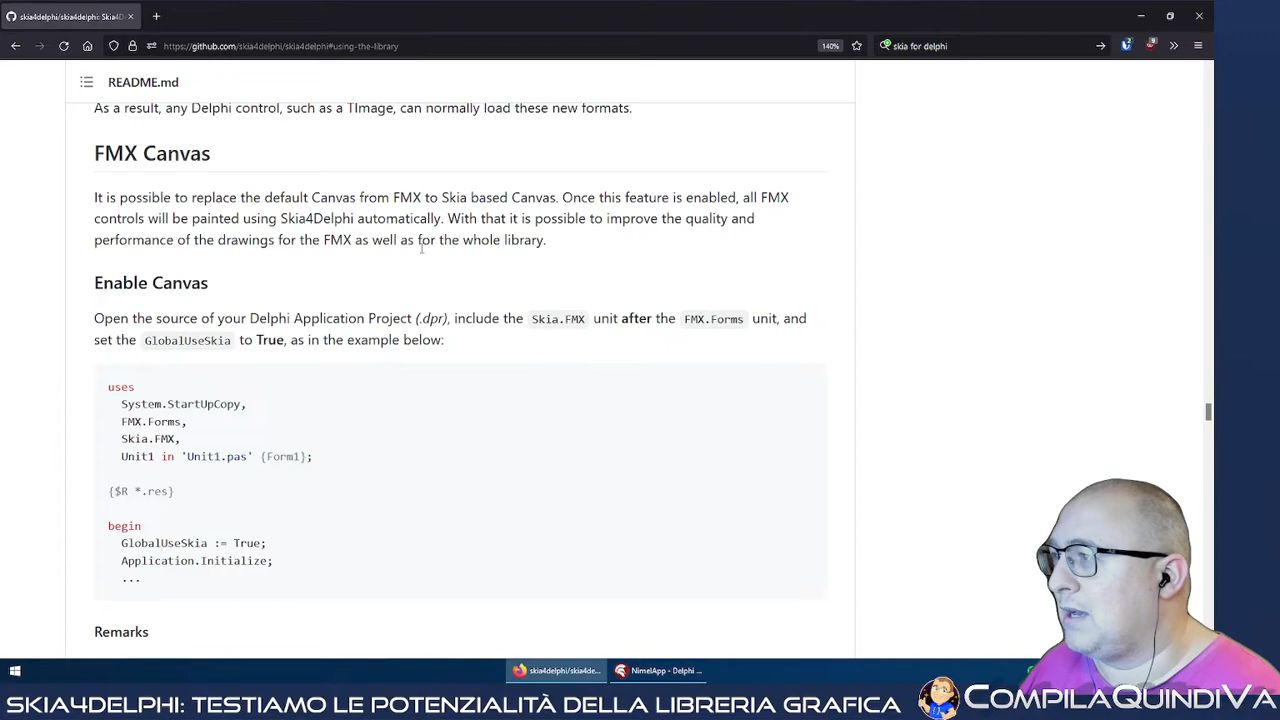 skia4delphi/skia4delphi: Skia4D
https://github.com/skia4delphi/skia4delphi#using-the-library
140%
skia for delphi
2
9
README.md
As a result, any Delphi control, such as a TImage, can normally load these new formats.
FMX Canvas
It is possible to replace the default Canvas from FMX to Skia based Canvas. Once this feature is enabled, all FMX
controls will be painted using Skia4Delphi automatically. With that it is possible to improve the quality and
performance of the drawings for the FMX as well as for the whole library.
Enable Canvas
Open the source of your Delphi Application Project (.dpr), include the Skia.FMX unit after the FMX.Forms unit, and
set the GlobalUseSkia to True, as in the example below:
uses
System.StartUpCopy,
FMX.Forms,
Skia.FMX,
Unit1 in 'Unit1.pas' {Form1};
{$R *.res}
begin
GlobalUseSkia := True;
Application.Initialize;
...
Remarks
skia4delphi/skia4de...
NimelApp - Delphi ...
SKIA4DELPHI: TESTIAMO LE POTENZIALITÀ DELLA LIBRERIA GRAFICA
COMPILAQUINDIVA